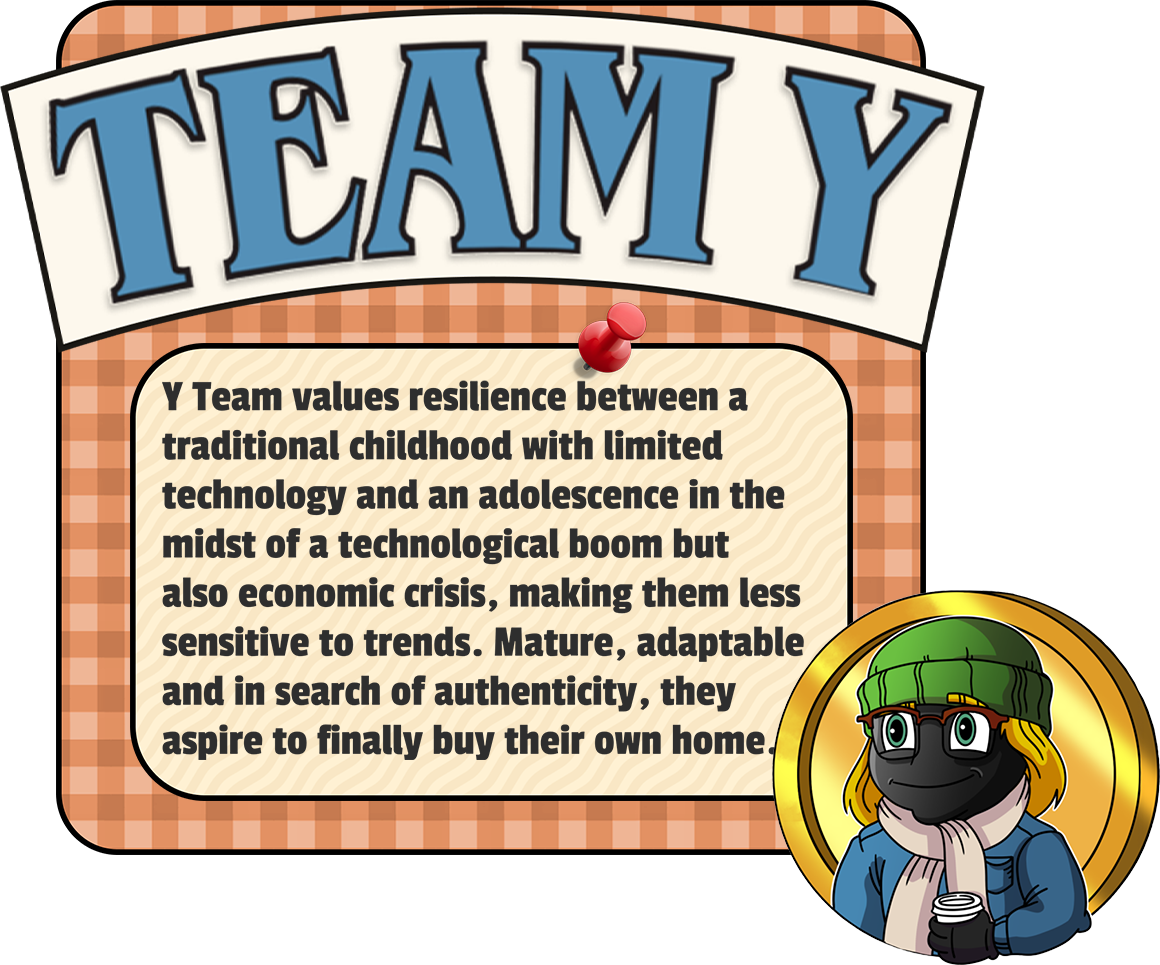 TEAM Y
Y Team values resilience between a
traditional childhood with limited
technology and an adolescence in the
midst of a technological boom but
also economic crisis, making them less
sensitive to trends. Mature, adaptable
and in search of authenticity, they
aspire to finally buy their own home.